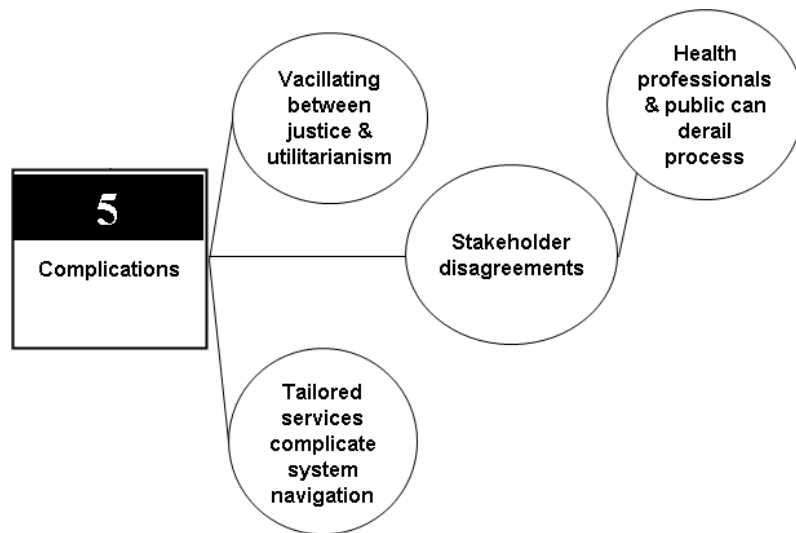 5
Complications
Vacillating
between
justice &
utilitarianism
Stakeholder
disagreements
Health
professionals
& public can
derail
process
Tailored
services
complicate
system
navigation